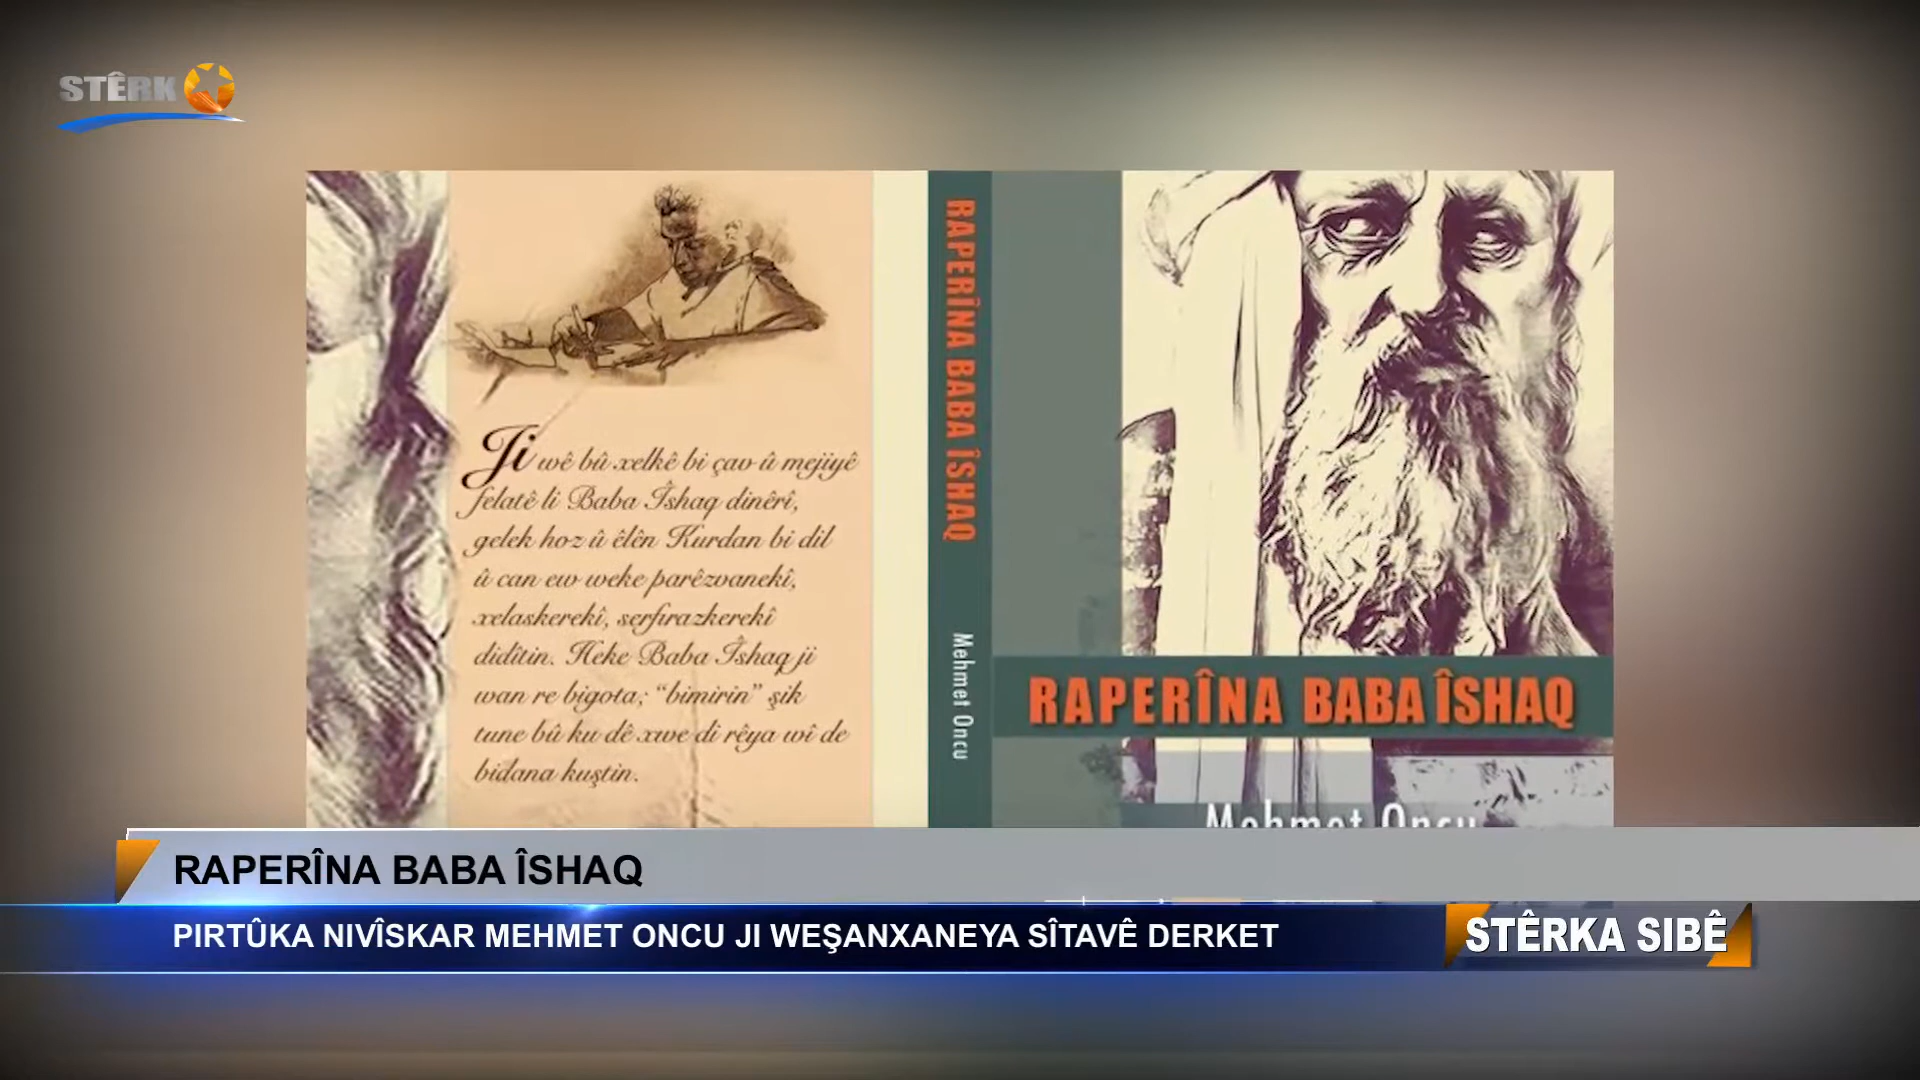 STÊRK
Ji wê bû xelkê bi çav û mejiyê
felatê li Baba Îshaq dinêrî,
gelek hoz û êlên Kurdan bi dil
û can ew weke parêzvanekî,
xelaskerekî, serfirazkerekî
didîtin. Heke Baba Îshaq ji
wan re bigota; “bimirin” şik
tune bû ku dê xwe di rêya wî de
bidana kuştin.
RAPERÎNA BABA ÎSHAQ
Mehmet Oncu
RAPERÎNA BABA ÎSHAQ
Mehmet Oncu
RAPERÎNA BABA ÎSHAQ
PIRTÛKA NIVÎSKAR MEHMET ONCU JI WEŞANXANEYA SÎTAVÊ DERKET
STÊRKA SIBÊ